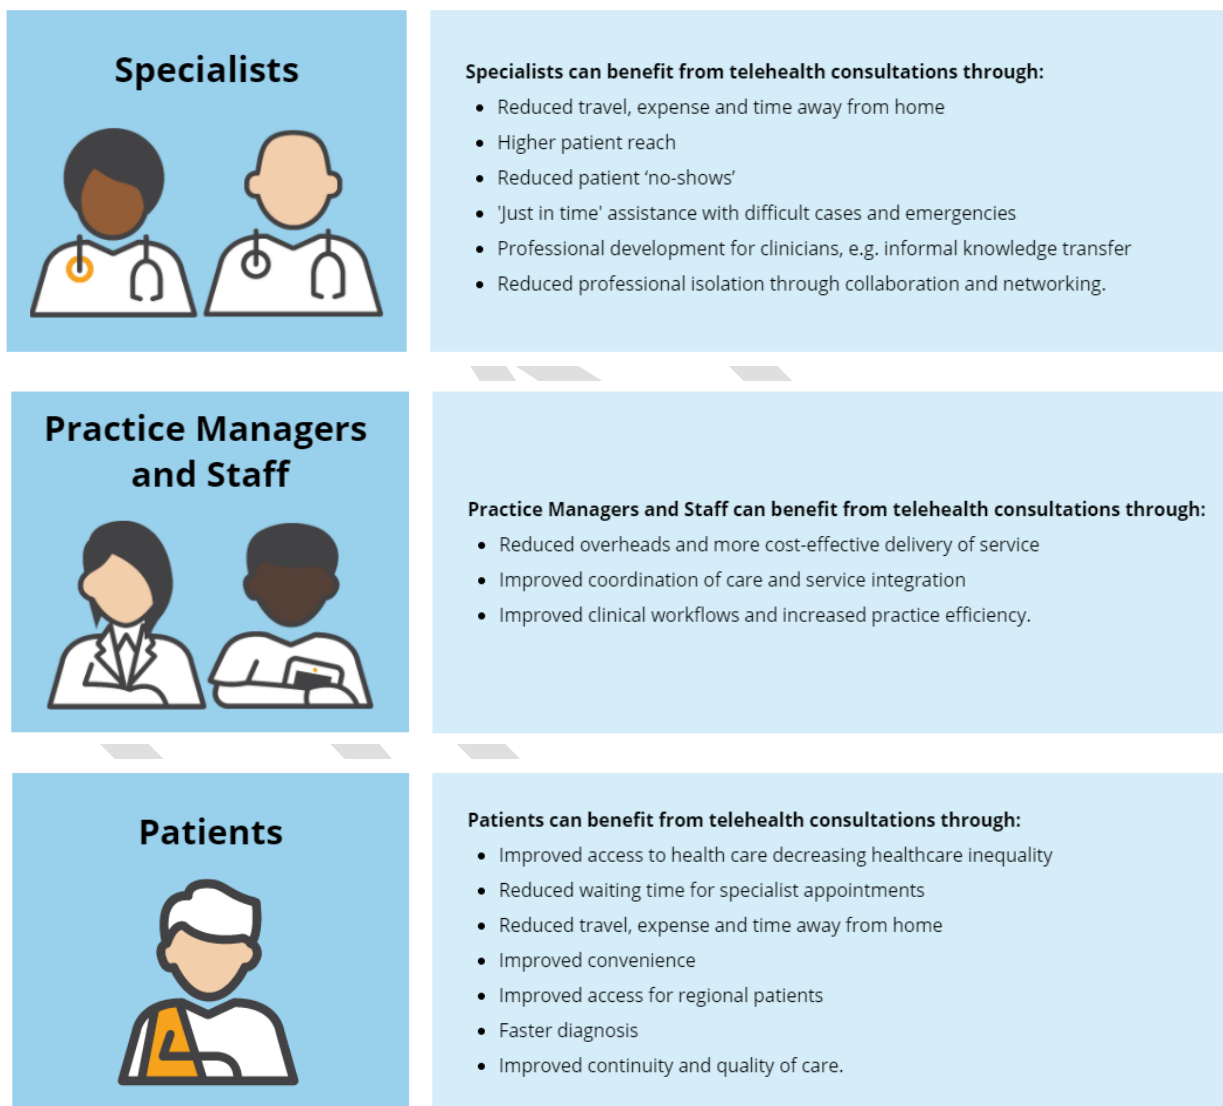 Specialists
Specialists can benefit from telehealth consultations through:
• Reduced travel, expense and time away from home
• Higher patient reach
• Reduced patient ‘no-shows’
• 'Just in time' assistance with difficult cases and emergencies
• Professional development for clinicians, e.g. informal knowledge transfer
• Reduced professional isolation through collaboration and networking.
Practice Managers
and Staff
Practice Managers and Staff can benefit from telehealth consultations through:
• Reduced overheads and more cost-effective delivery of service
• Improved coordination of care and service integration
• Improved clinical workflows and increased practice efficiency.
Patients
Patients can benefit from telehealth consultations through:
• Improved access to health care decreasing healthcare inequality
• Reduced waiting time for specialist appointments
• Reduced travel, expense and time away from home
• Improved convenience
• Improved access for regional patients
• Faster diagnosis
• Improved continuity and quality of care.